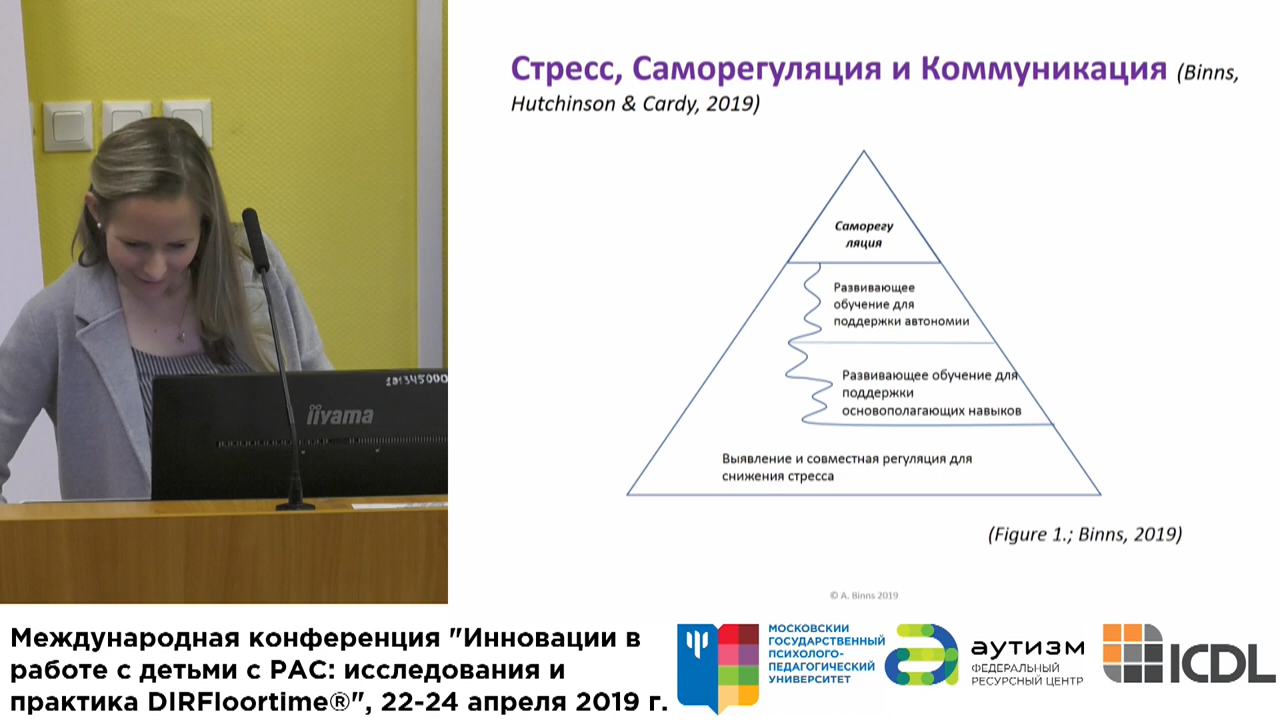 Стресс, Саморегуляция и Коммуникация (Binns,
Hutchinson & Cardy, 2019)
Саморегу
ляция
Развивающее
обучение для
поддержки автономии
Развивающее обучение для
поддержки
основополагающих навыков
Выявление и совместная регуляция для
снижения стресса
(Figure 1.; Binns, 2019)
© A. Binns 2019
iiyama
101345000
Международная конференция "Инновации в
работе с детьми с РАС: исследования и
практика DIRFloortime®", 22-24 апреля 2019 г.
МОСКОВСКИЙ
ГОСУДАРСТВЕННЫЙ
ПСИХОЛОГО-
ПЕДАГОГИЧЕСКИЙ
УНИВЕРСИТЕТ
аутизм
ФЕДЕРАЛЬНЫЙ
РЕСУРСНЫЙ ЦЕНТР
ICDL